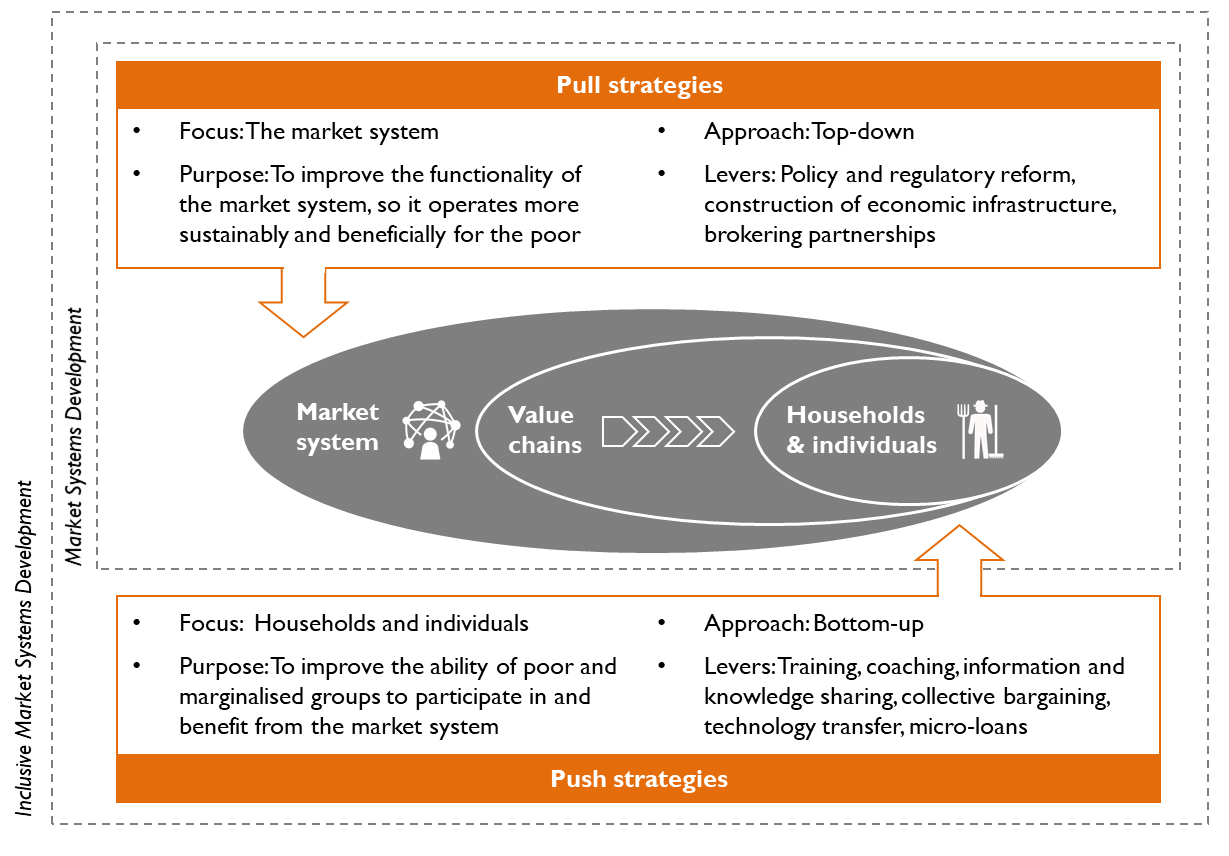 Pull strategies
• Focus: The market system
• Purpose: To improve the functionality of
the market system, so it operates more
sustainably and beneficially for the poor
• Approach: Top-down
• Levers: Policy and regulatory reform,
construction of economic infrastructure,
brokering partnerships
Market
system
Value
chains
Households
& individuals
• Focus: Households and individuals
• Purpose: To improve the ability of poor and
marginalised groups to participate in and
benefit from the market system
• Approach: Bottom-up
• Levers: Training, coaching, information and
knowledge sharing, collective bargaining,
technology transfer, micro-loans
Push strategies
Market Systems Development
Inclusive Market Systems Development